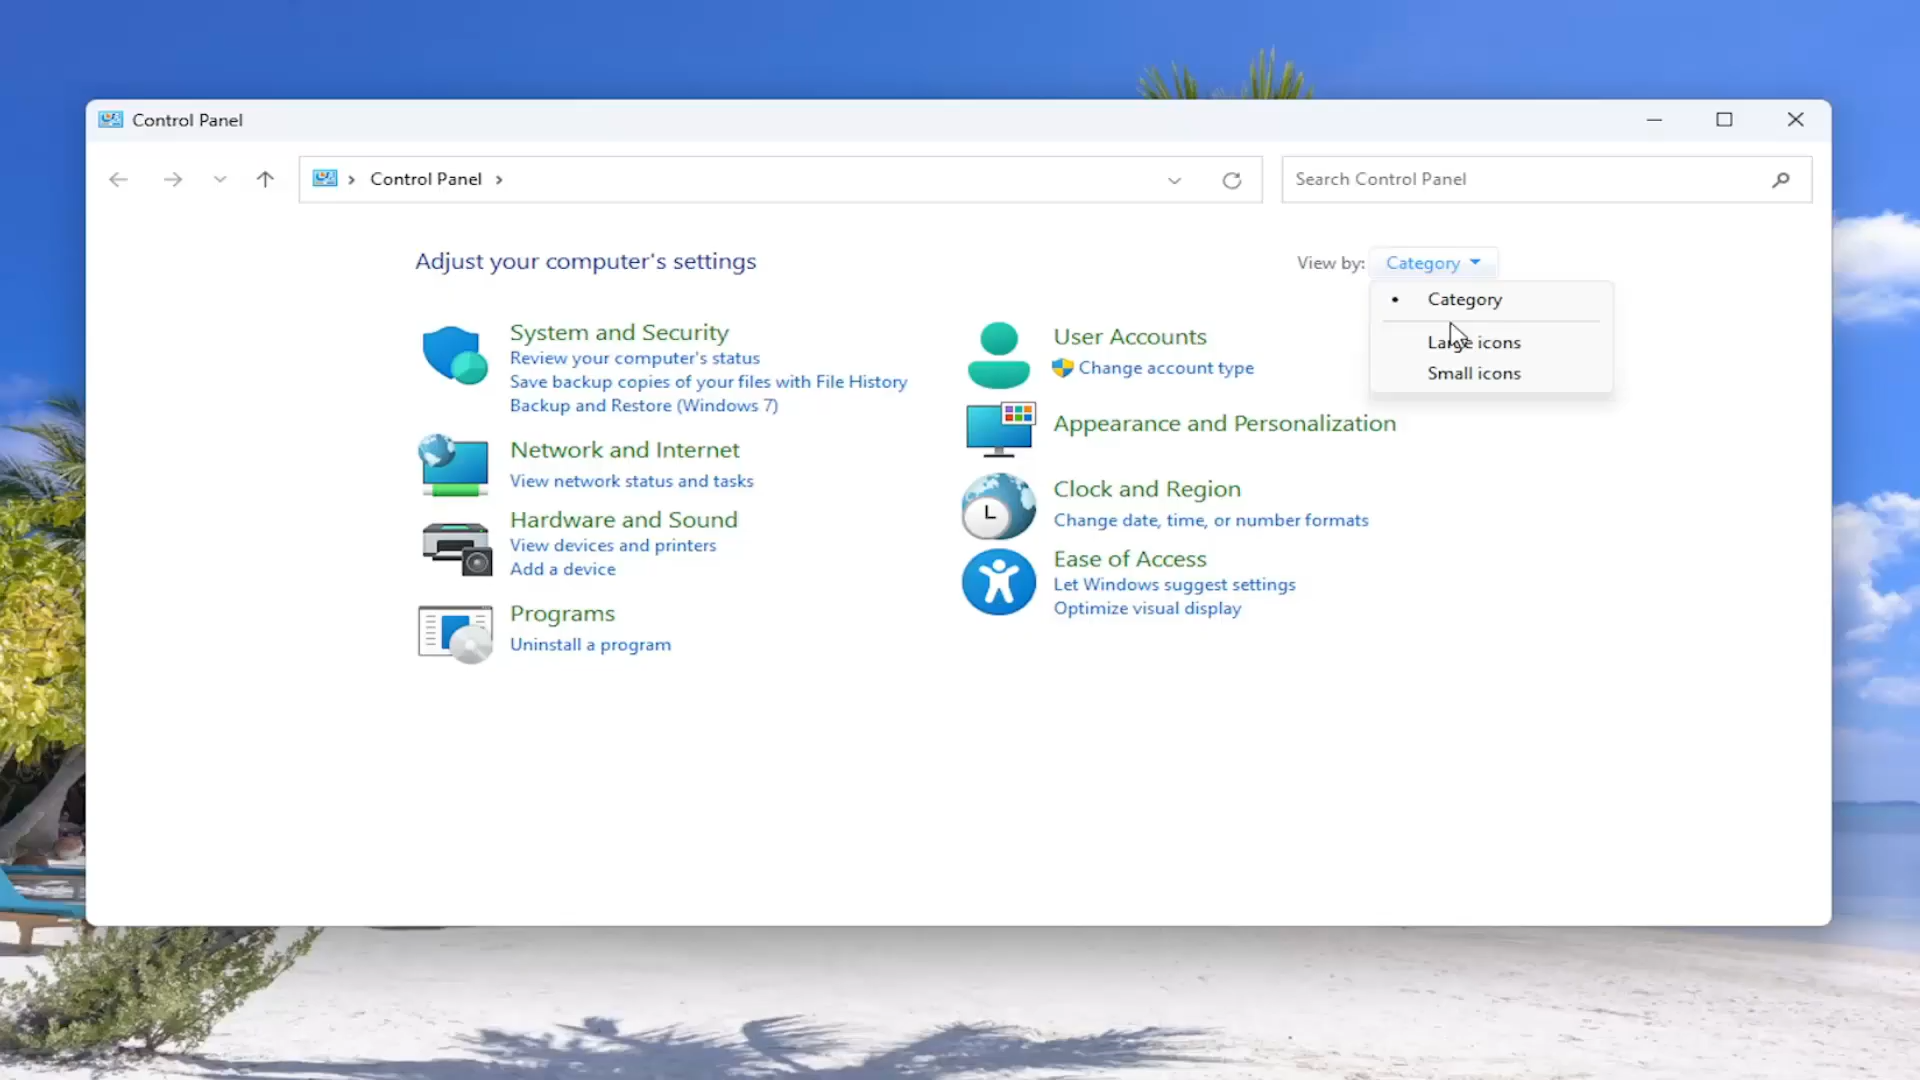 Control Panel
Control Panel
Search Control Panel
Adjust your computer's settings
View by: Category
Category
Large icons
Small icons
System and Security
Review your computer's status
Save backup copies of your files with File History
Backup and Restore (Windows 7)
Network and Internet
View network status and tasks
Hardware and Sound
View devices and printers
Add a device
Programs
Uninstall a program
User Accounts
Change account type
Appearance and Personalization
Clock and Region
Change date, time, or number formats
Ease of Access
Let Windows suggest settings
Optimize visual display